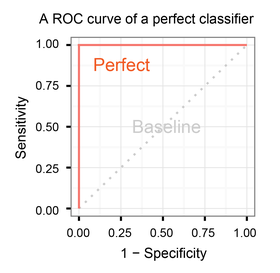 A ROC curve of a perfect classifier
1.00
Perfect
0.75
Sensitivity
0.50
Baseline
0.25
0.00
0.00 0.25 0.50 0.75 1.00
1 − Specificity